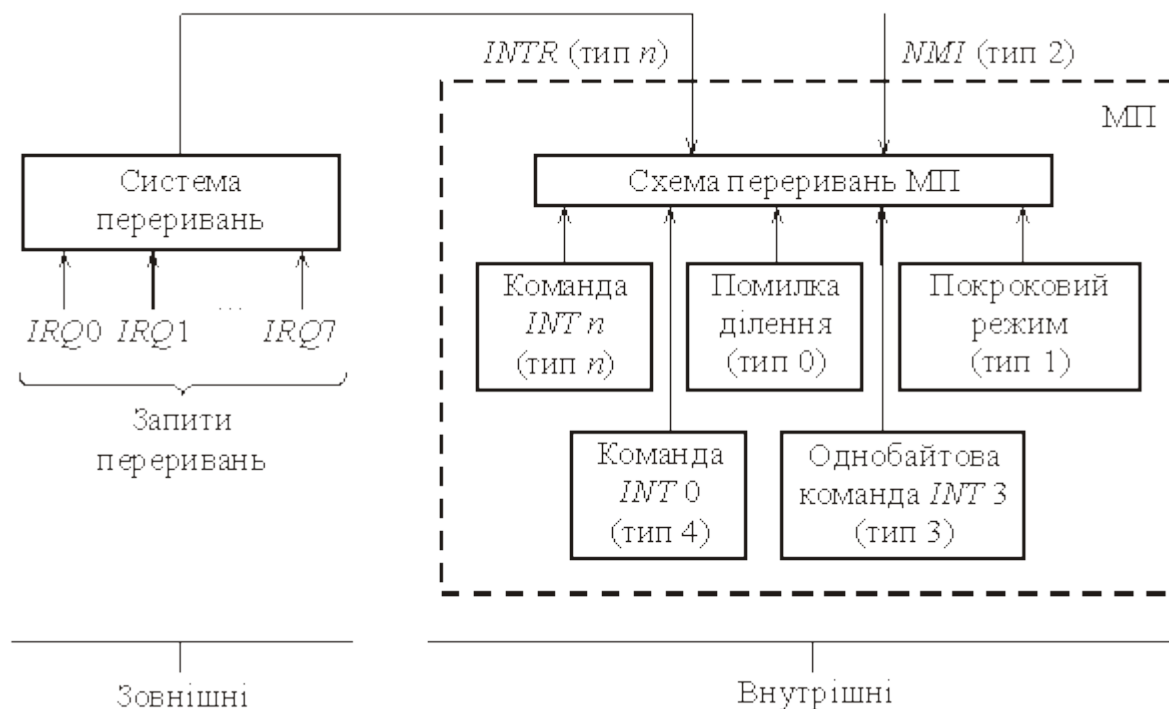 INTR (тип n)
NMI (тип 2)
МП
Система
переривань
Схема переривань МП
IRQ0 IRQ1 ... IRQ7
Запити
переривань
Команда
INT n
(тип n)
Помилка
ділення
(тип 0)
Покроковий
режим
(тип 1)
Команда
INT 0
(тип 4)
Однобайтова
команда INT 3
(тип 3)
Зовнішні
Внутрішні